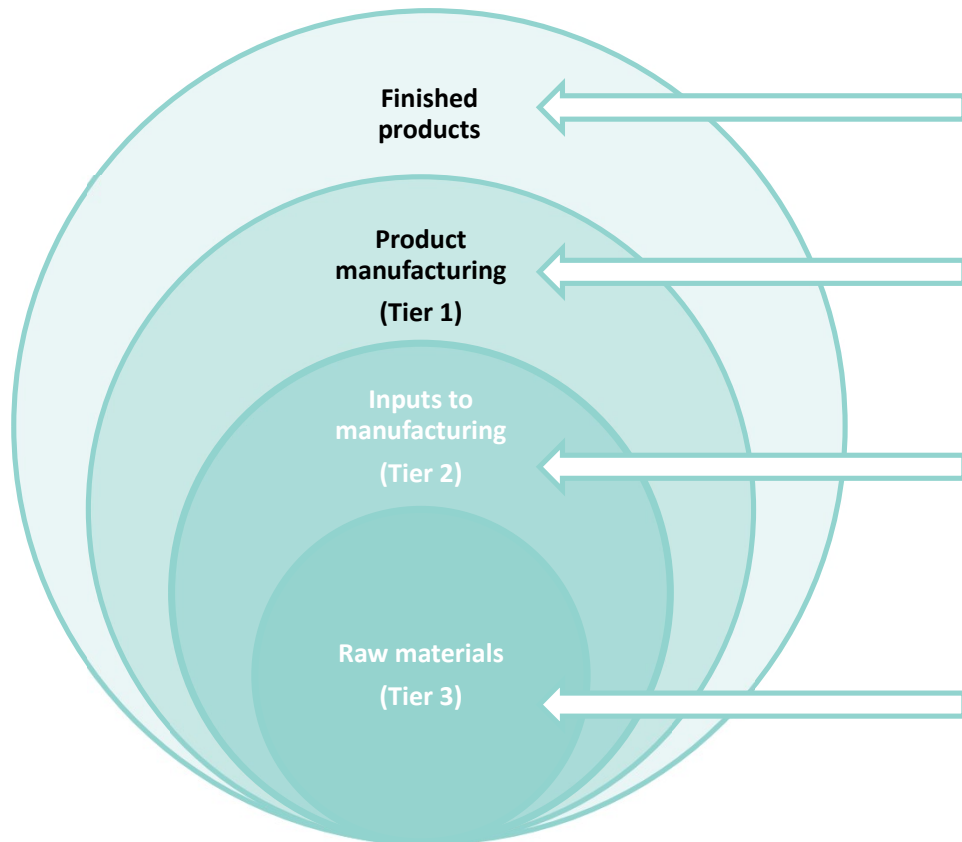 Finished
products
Product
manufacturing
(Tier 1)
Inputs to
manufacturing
(Tier 2)
Raw materials
(Tier 3)